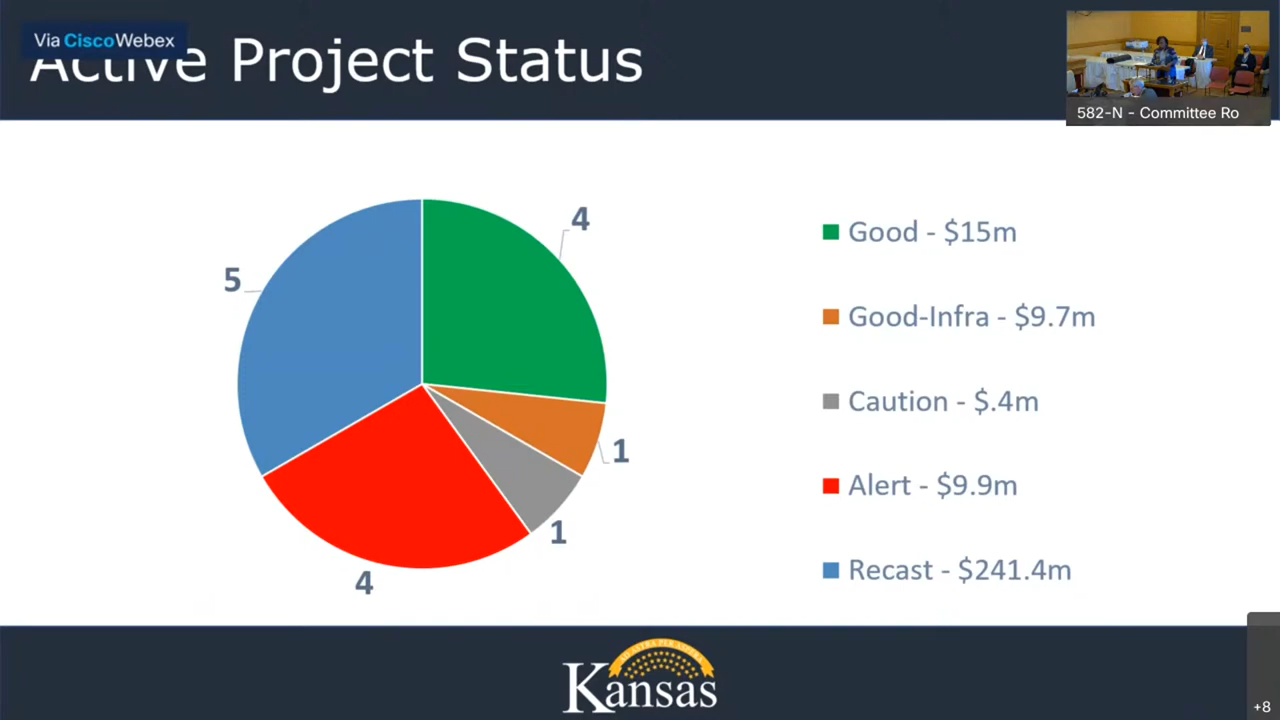 Via CiscoWebex
Active Project Status
582-N - Committee Ro
4
5
1
1
4
Good - $15m
Good-Infra - $9.7m
Caution - $.4m
Alert - $9.9m
Recast - $241.4m
Kansas
+8